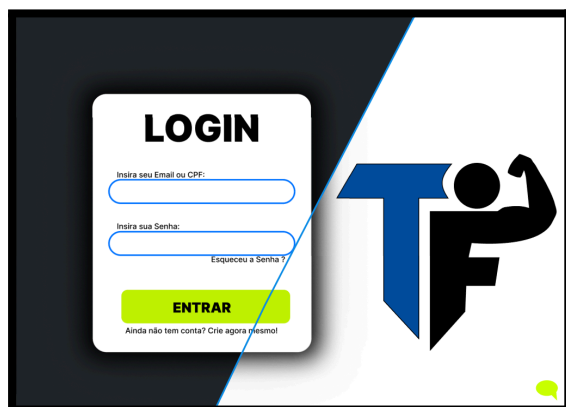 LOGIN
Insira seu Email ou CPF:
Insira sua Senha:
Esqueceu a Senha ?
ENTRAR
Ainda não tem conta? Crie agora mesmo!
TF